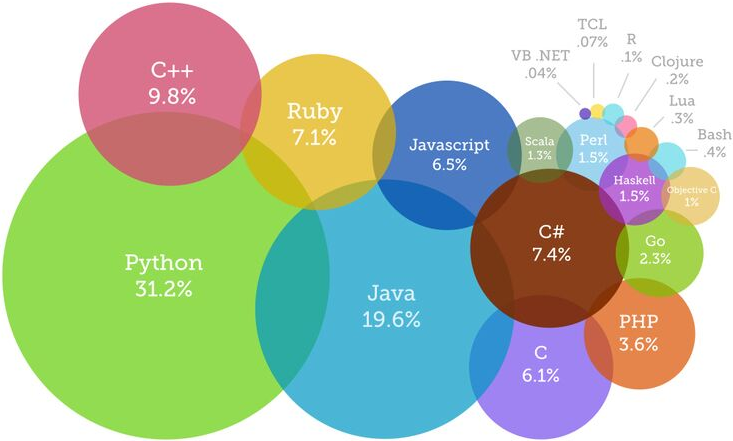 C++
9.8%
Ruby
7.1%
Javascript
6.5%
Python
31.2%
Java
19.6%
C#
7.4%
C
6.1%
PHP
3.6%
Go
2.3%
Scala
1.3%
Perl
1.5%
Haskell
1.5%
Objective C
1%
VB .NET
.04%
TCL
.07%
R
.1%
Clojure
.2%
Lua
.3%
Bash
.4%